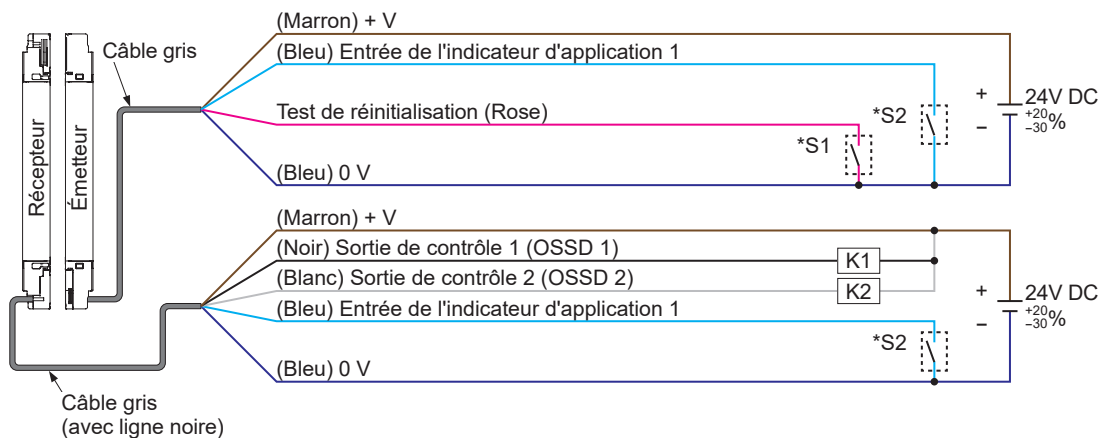 (Marron) + V
Câble gris
(Bleu) Entrée de l'indicateur d'application 1
Test de réinitialisation (Rose)
*S1
*S2
+
−
24V DC
+20
−30 %
(Bleu) 0 V
Récepteur
Émetteur
(Marron) + V
(Noir) Sortie de contrôle 1 (OSSD 1)
K1
(Blanc) Sortie de contrôle 2 (OSSD 2)
K2
(Bleu) Entrée de l'indicateur d'application 1
*S2
+
−
24V DC
+20
−30 %
(Bleu) 0 V
Câble gris
(avec ligne noire)